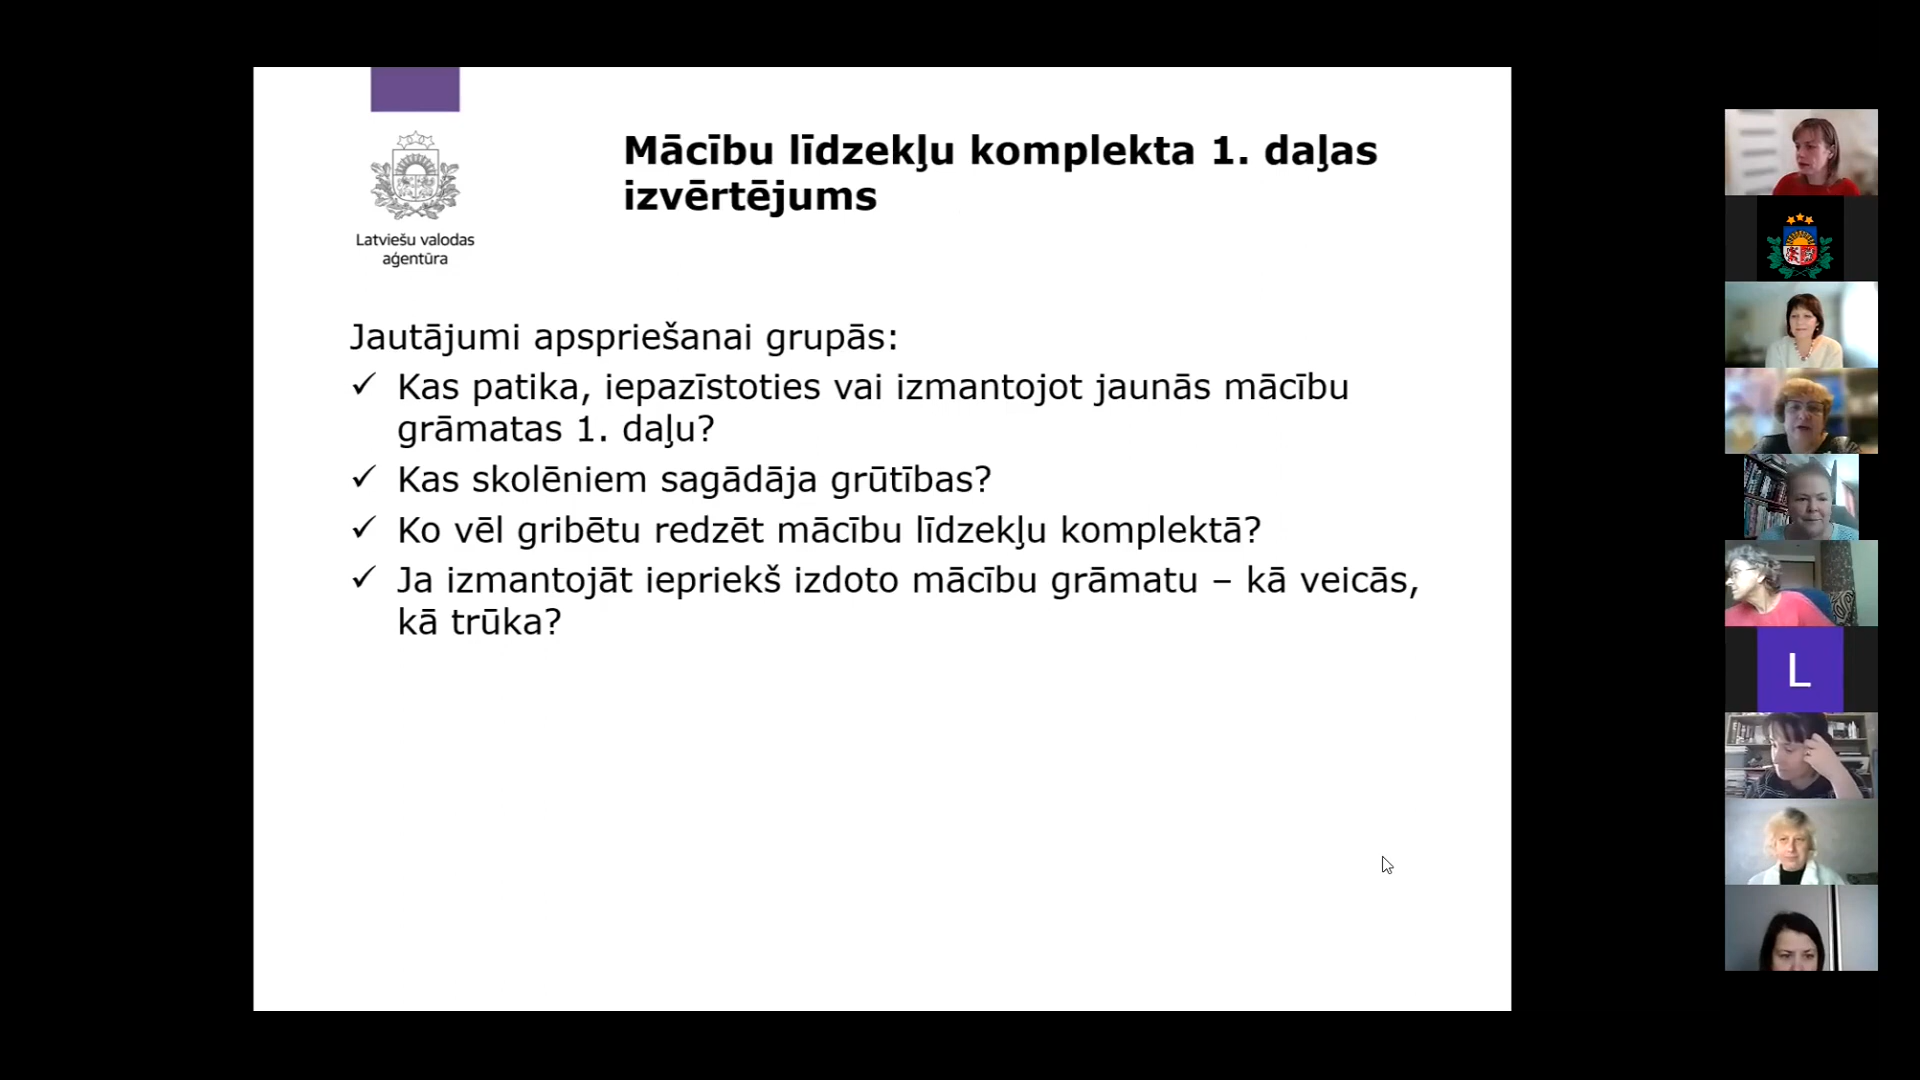 Mācību līdzekļu komplekta 1. daļas
izvērtējums
Latviešu valodas
aģentūra
Jautājumi apspriešanai grupās:
✓ Kas patika, iepazīstoties vai izmantojot jaunās mācību
grāmatas 1. daļu?
✓ Kas skolēniem sagādāja grūtības?
✓ Ko vēl gribētu redzēt mācību līdzekļu komplektā?
✓ Ja izmantojāt iepriekš izdoto mācību grāmatu – kā veicās,
kā trūka?
L